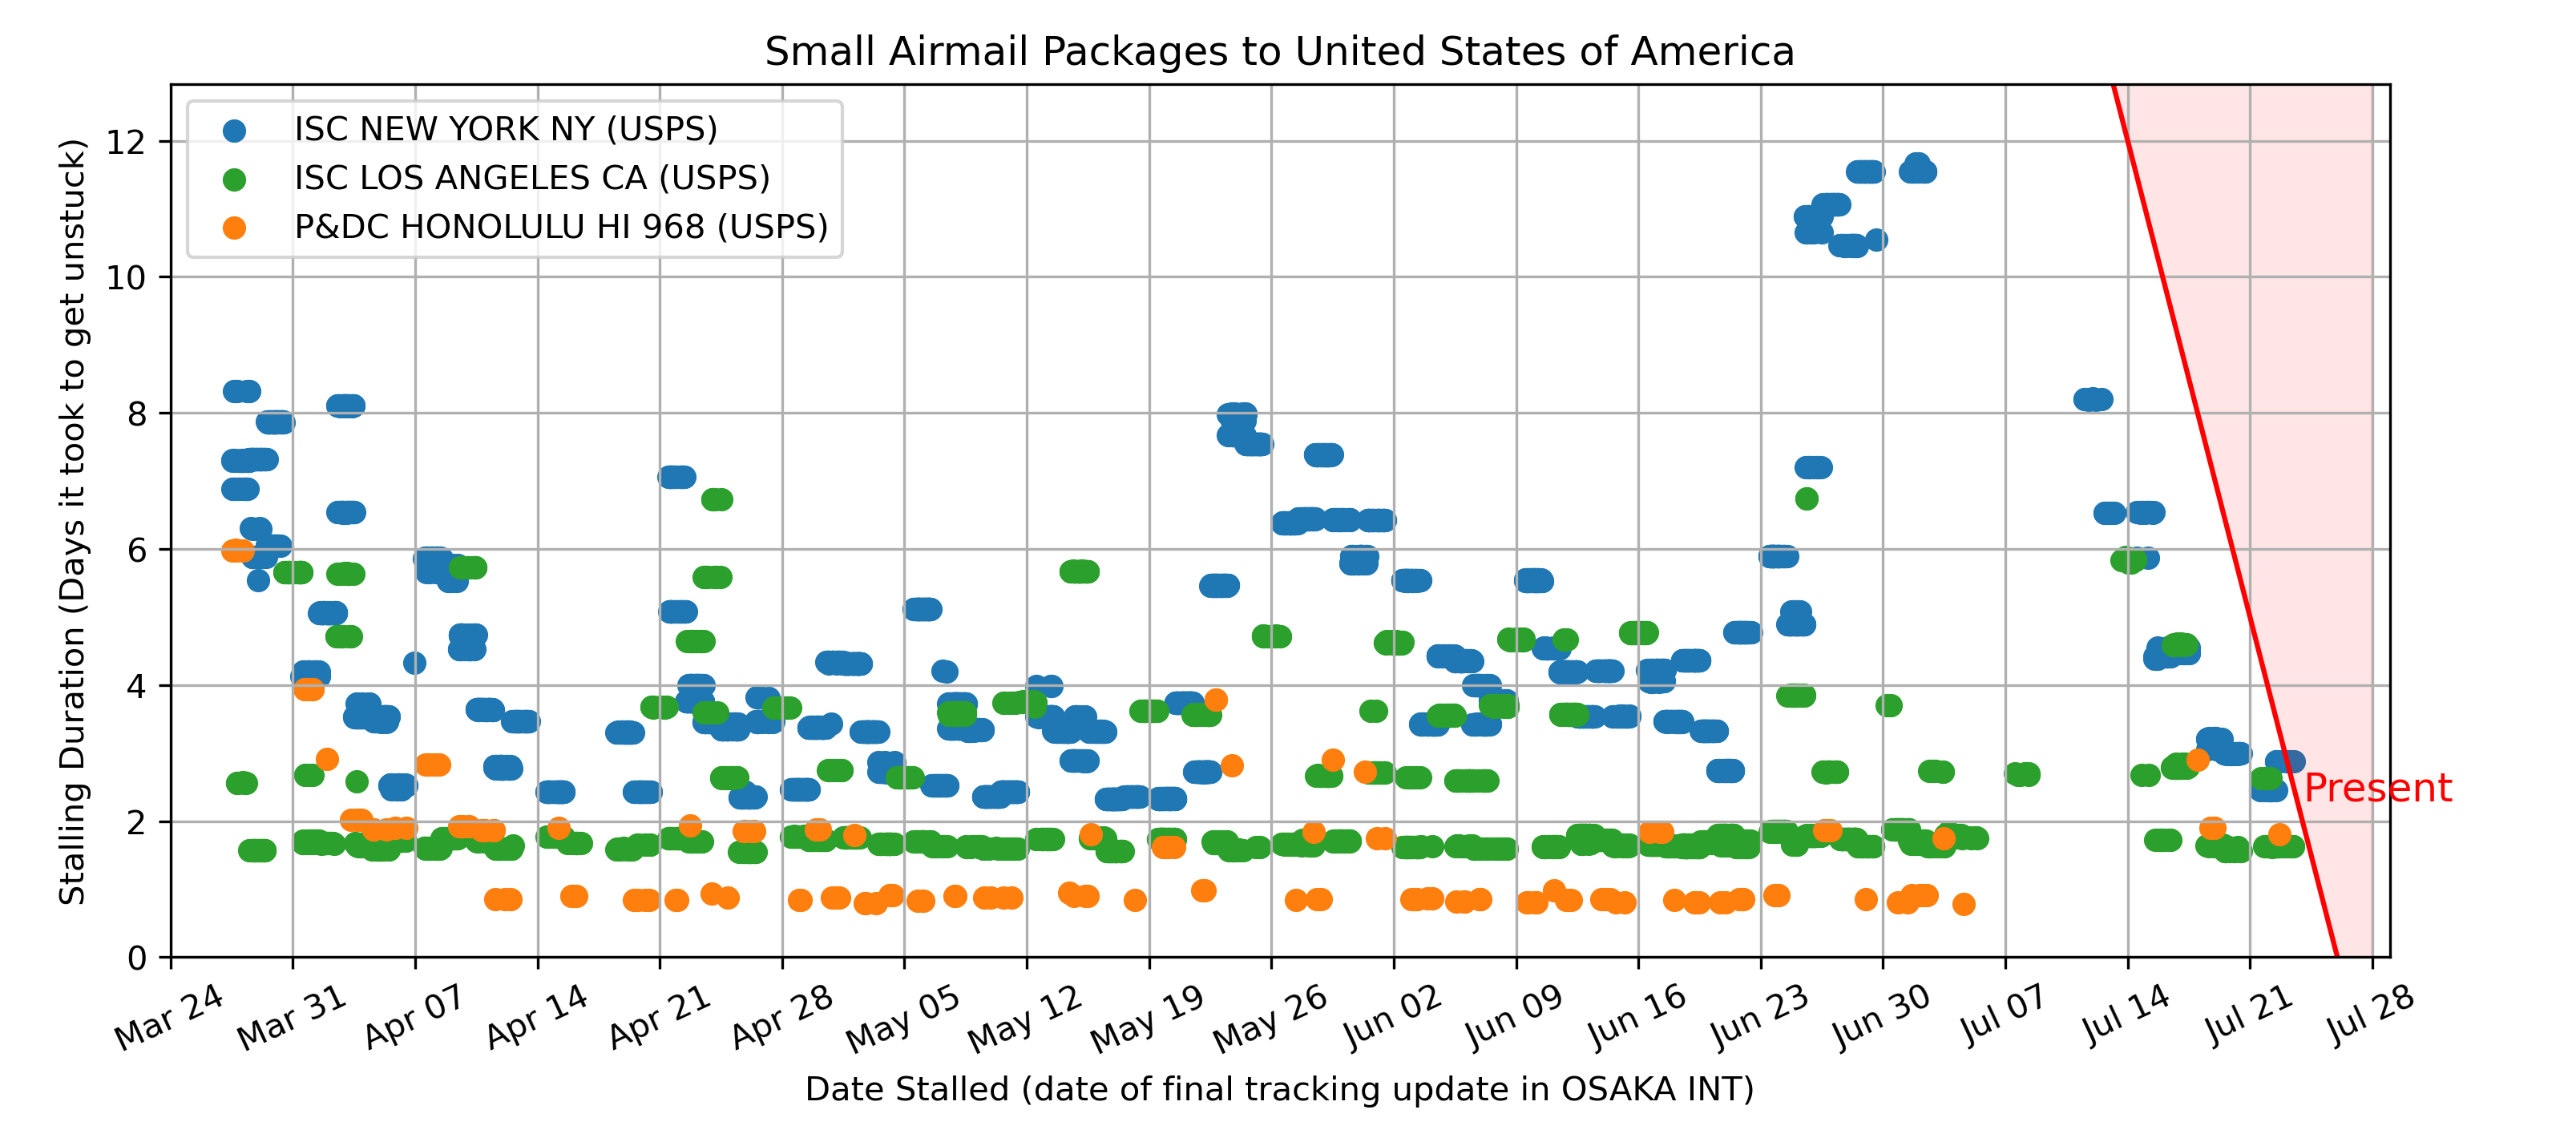 Small Airmail Packages to United States of America
ISC NEW YORK NY (USPS)
ISC LOS ANGELES CA (USPS)
P&DC HONOLULU HI 968 (USPS)
Stalling Duration (Days it took to get unstuck)
12
10
8
6
4
2
0
Present
Mar 24
Mar 31
Apr 07
Apr 14
Apr 21
Apr 28
May 05
May 12
May 19
May 26
Jun 02
Jun 09
Jun 16
Jun 23
Jun 30
Jul 07
Jul 14
Jul 21
Jul 28
Date Stalled (date of final tracking update in OSAKA INT)